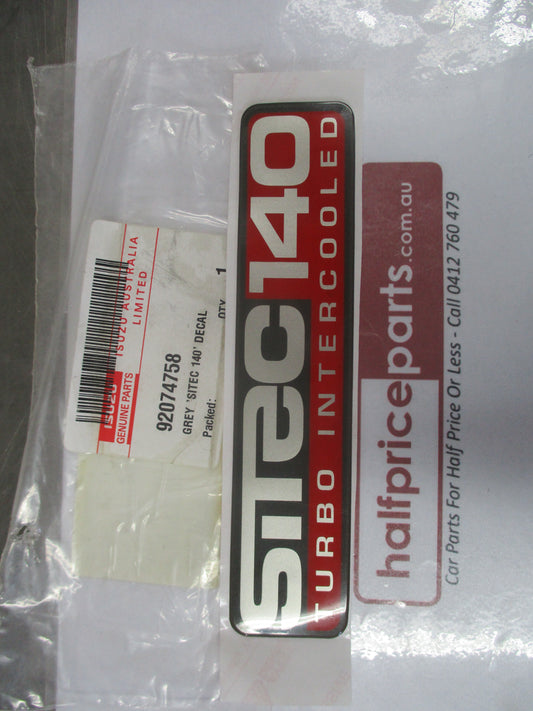 ISUZU AUSTRALIA
LIMITED
ISUZU
GENUINE PARTS
92074758
GREY 'SITEC 140' DECAL
QTY 1
Packed:
SITEC140
TURBO INTERCOOLED
halfpriceparts.com.au
Car Parts For Half Price Or Less - Call 0412 760 479